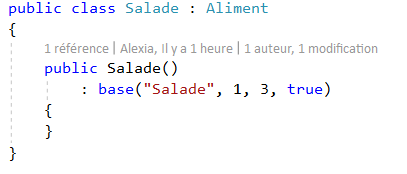 public class Salade : Aliment
{
1 référence | Alexia, Il y a 1 heure | 1 auteur, 1 modification
public Salade()
: base("Salade", 1, 3, true)
{
}
}